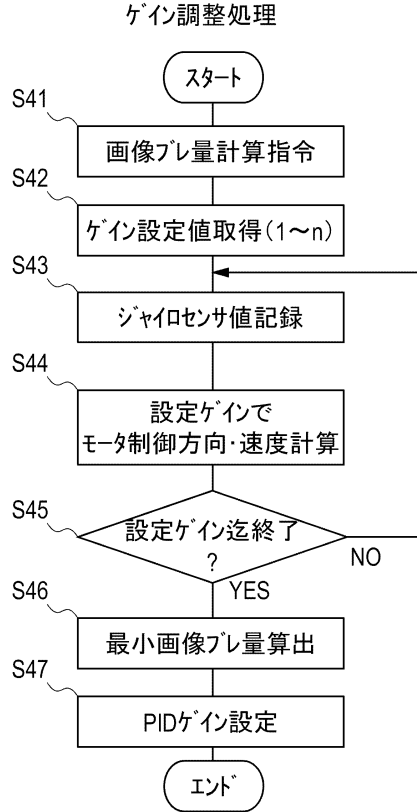 ゲイン調整処理
スタート
S41
画像ブレ量計算指令
S42
ゲイン設定値取得(1～n)
S43
ジャイロセンサ値記録
S44
設定ゲインで
モータ制御方向・速度計算
S45
設定ゲイン迄終了
?
NO
YES
S46
最小画像ブレ量算出
S47
PIDゲイン設定
エンド